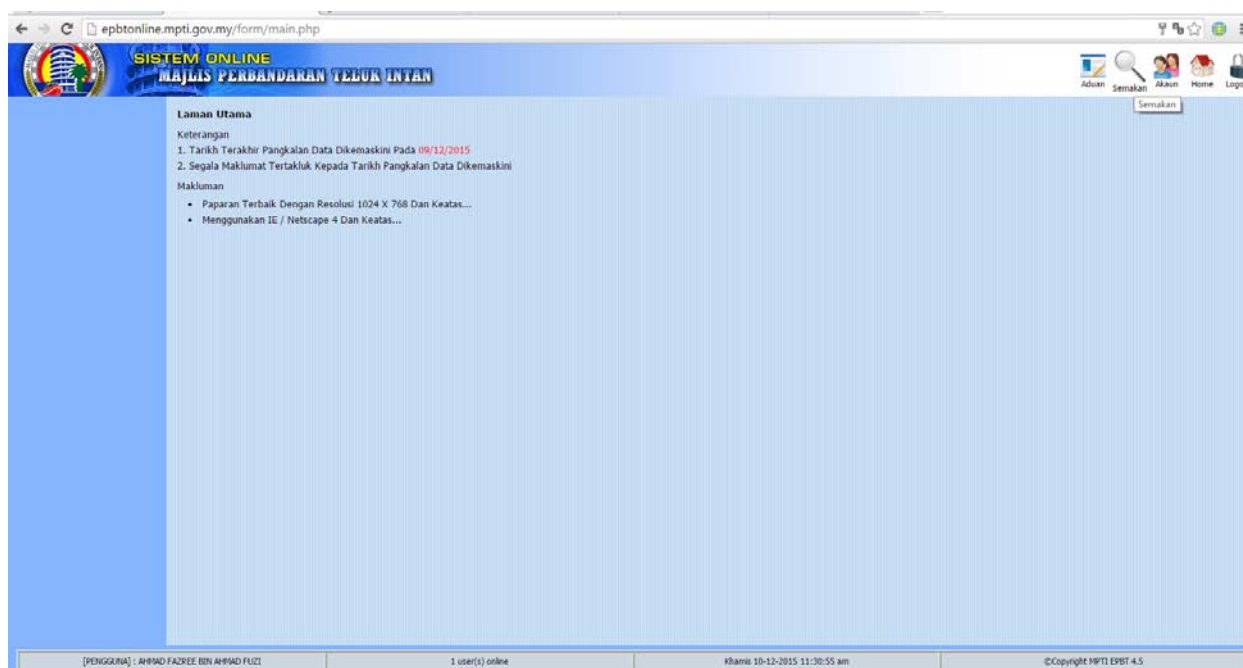 epbtonline.mpti.gov.my/form/main.php
SISTEM ONLINE
MAJLIS PERBANDARAN TELUK INTAN
Aduan Semakan Akaun Home
Semakan
Laman Utama
Keterangan
1. Tarikh Terakhir Pangkalan Data Dikemaskini Pada 09/12/2015
2. Segala Maklumat Tertakluk Kepada Tarikh Pangkalan Data Dikemaskini
Makluman
• Paparan Terbaik Dengan Resolusi 1024 X 768 Dan Keatas...
• Menggunakan IE / Netscape 4 Dan Keatas...
[PENGGUNA] : AHMAD FAZREE BIN AHMAD FUZI 1 user(s) online Khamis 10-12-2015 11:30:55 am ©Copyright MPTI EPBT 4.5